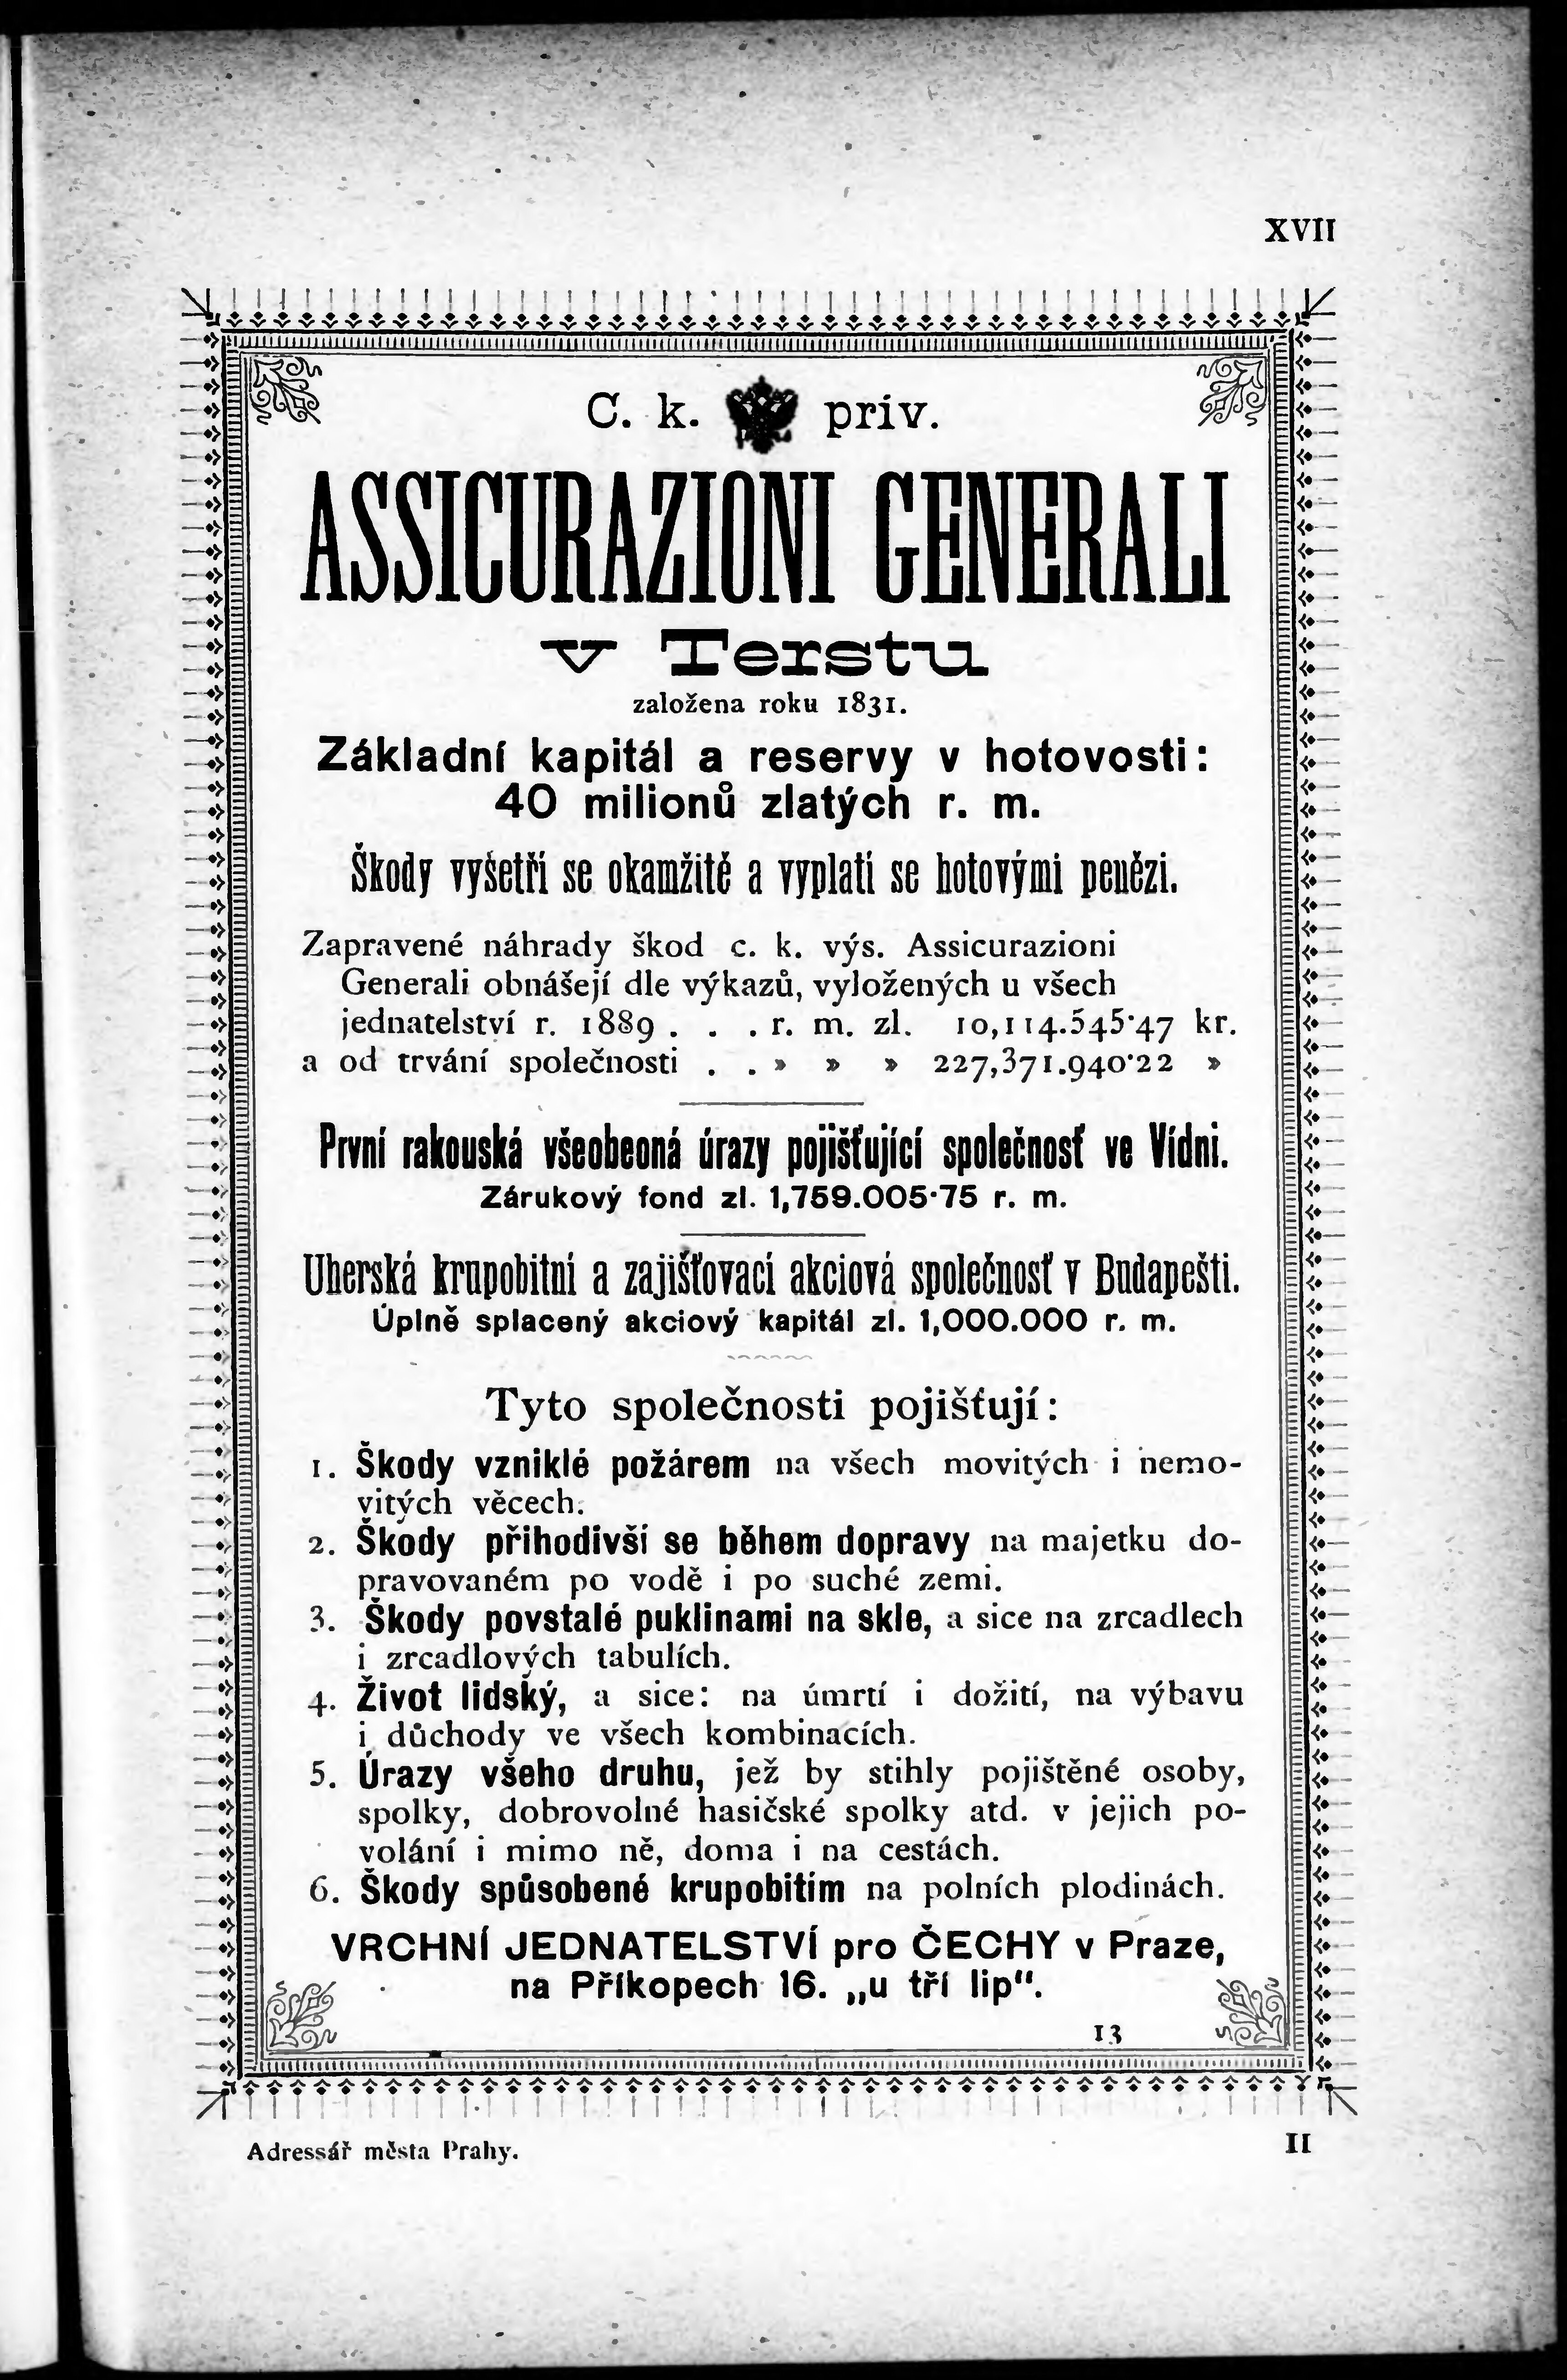 XVII
C. k. priv.
ASSICURAZIONI GENERALI
v Terstu
založena roku 1831.
Základní kapitál a reservy v hotovosti:
40 milionů zlatých r. m.
Škody vyšetří se okamžitě a vyplatí se hotovými penězi.
Zapravené náhrady škod c. k. výs. Assicurazioni
Generali obnášejí dle výkazů, vyložených u všech
jednatelství r. 1889 . . . r. m. zl. 10,114.545·47 kr.
a od trvání společnosti . . » » » 227,371.940·22 »
První rakouská všeobeoná úrazy pojišťující společnosť ve Vídni.
Zárukový fond zl. 1,759.005·75 r. m.
Uherská krupobitní a zajišťovací akciová společnosť v Budapešti.
Úplně splacený akciový kapitál zl. 1,000.000 r. m.
Tyto společnosti pojišťují:
1. Škody vzniklé požárem na všech movitých i nemo-
vitých věcech.
2. Škody přihodivší se během dopravy na majetku do-
pravovaném po vodě i po suché zemi.
3. Škody povstalé puklinami na skle, a sice na zrcadlech
i zrcadlových tabulích.
4. Život lidský, a sice: na úmrtí i dožití, na výbavu
i důchody ve všech kombinacích.
5. Úrazy všeho druhu, jež by stihly pojištěné osoby,
spolky, dobrovolné hasičské spolky atd. v jejich po-
volání i mimo ně, doma i na cestách.
6. Škody spůsobené krupobitím na polních plodinách.
VRCHNÍ JEDNATELSTVÍ pro ČECHY v Praze,
na Příkopech 16. „u tří lip".
13
Adressář města Prahy. II